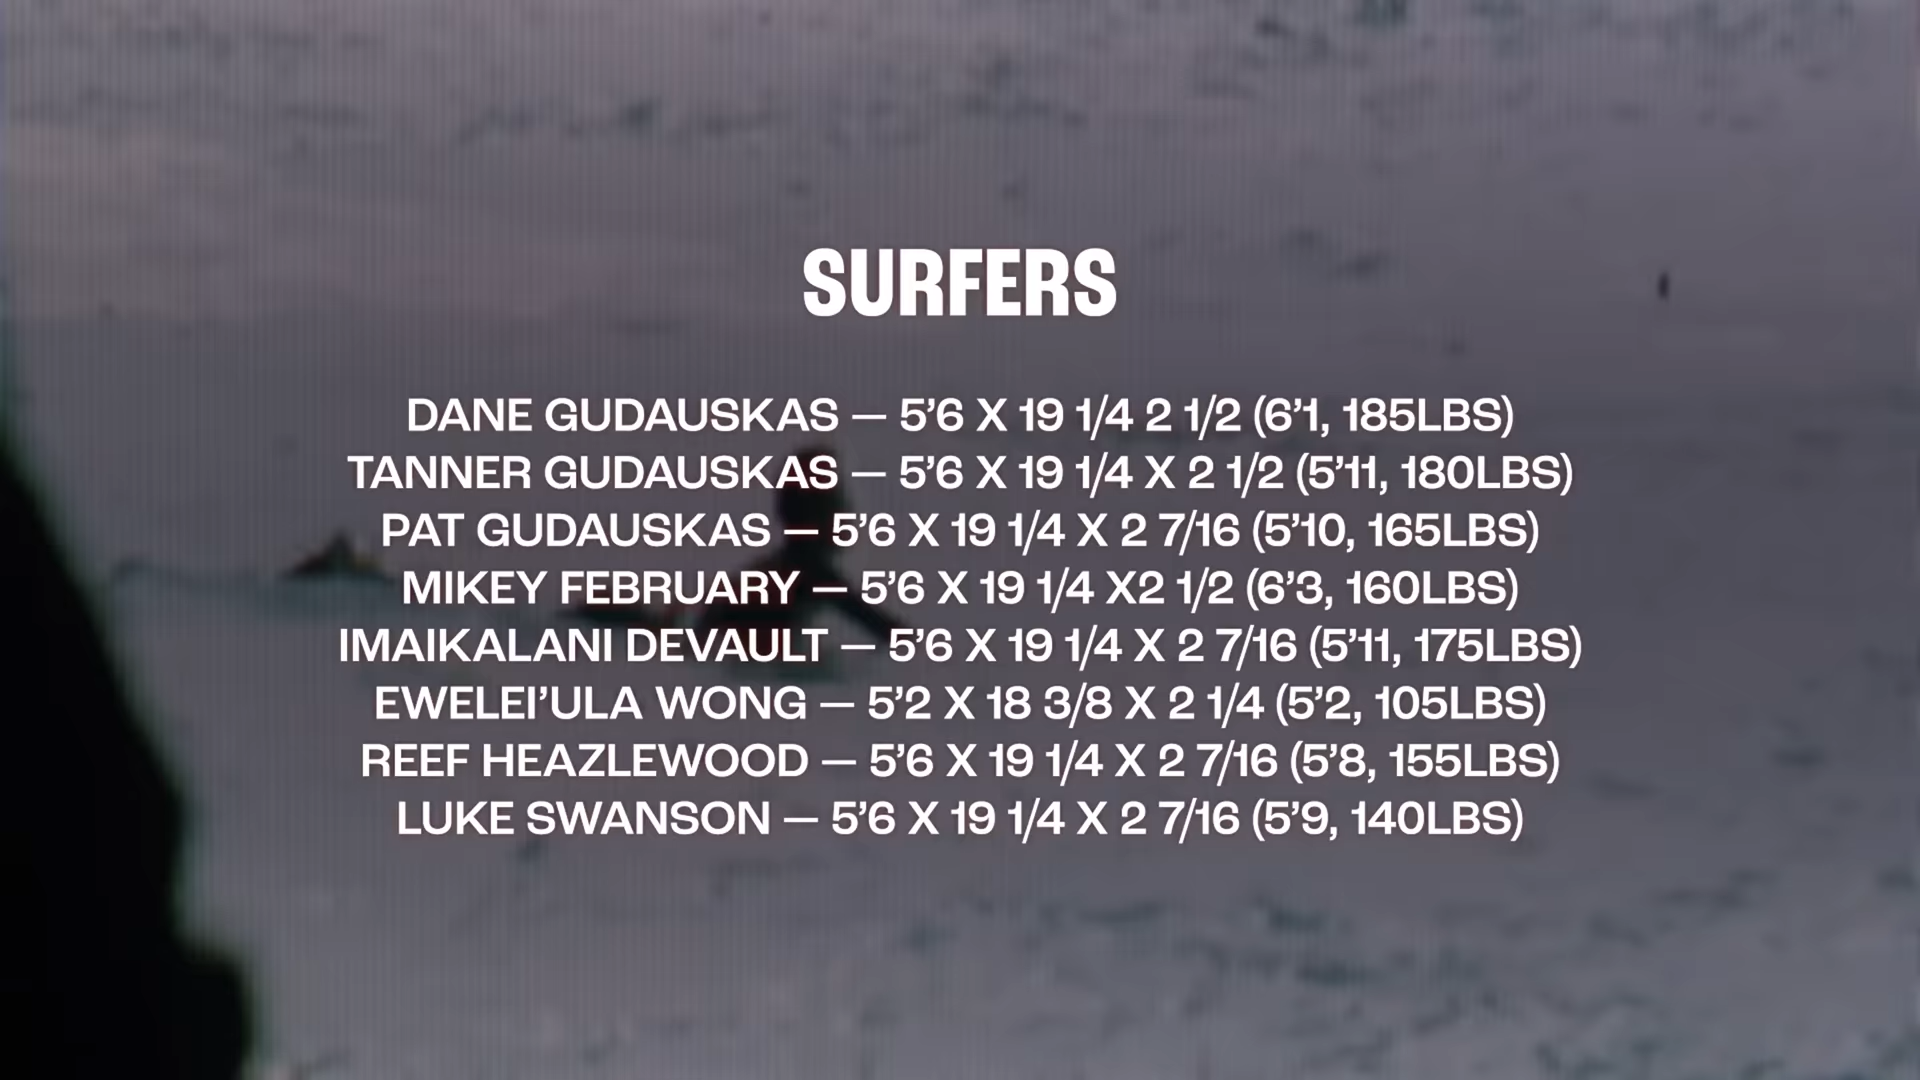 SURFERS
DANE GUDAUSKAS — 5’6 X 19 1/4 2 1/2 (6’1, 185LBS)
TANNER GUDAUSKAS — 5’6 X 19 1/4 X 2 1/2 (5’11, 180LBS)
PAT GUDAUSKAS — 5’6 X 19 1/4 X 2 7/16 (5’10, 165LBS)
MIKEY FEBRUARY — 5’6 X 19 1/4 X2 1/2 (6’3, 160LBS)
IMAIKALANI DEVAULT — 5’6 X 19 1/4 X 2 7/16 (5’11, 175LBS)
EWELEI’ULA WONG — 5’2 X 18 3/8 X 2 1/4 (5’2, 105LBS)
REEF HEAZLEWOOD — 5’6 X 19 1/4 X 2 7/16 (5’8, 155LBS)
LUKE SWANSON — 5’6 X 19 1/4 X 2 7/16 (5’9, 140LBS)